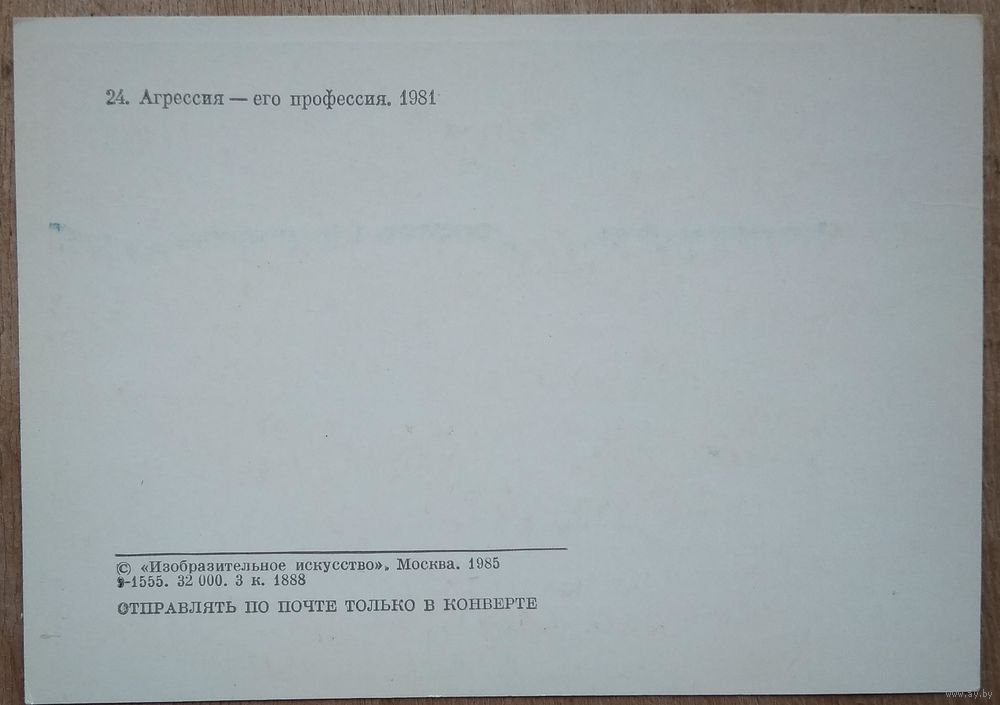 24. Агрессия — его профессия. 1981
© «Изобразительное искусство». Москва. 1985
-1555. 32 000. 3 к. 1888
ОТПРАВЛЯТЬ ПО ПОЧТЕ ТОЛЬКО В КОНВЕРТЕ
www.ay.by